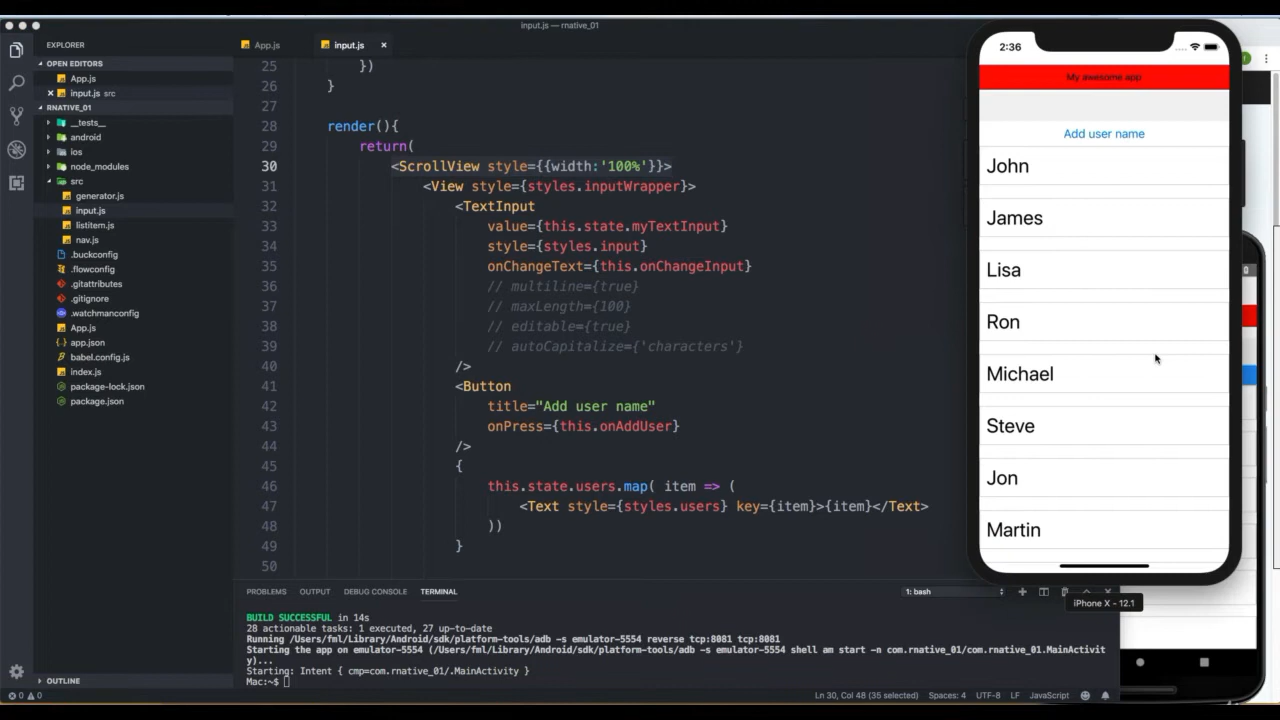 input.js — rnative_01
EXPLORER
OPEN EDITORS
App.js
input.js src
RNATIVE_01
__tests__
android
ios
node_modules
src
generator.js
input.js
listitem.js
nav.js
.buckconfig
.flowconfig
.gitattributes
.gitignore
.watchmanconfig
App.js
app.json
babel.config.js
index.js
package-lock.json
package.json
OUTLINE
App.js
input.js
25 })
26 }
27
28 render(){
29 return(
30 <ScrollView style={{width:'100%'}}>
31 <View style={styles.inputWrapper}>
32 <TextInput
33 value={this.state.myTextInput}
34 style={styles.input}
35 onChangeText={this.onChangeInput}
36 // multiline={true}
37 // maxLength={100}
38 // editable={true}
39 // autoCapitalize={'characters'}
40 />
41 <Button
42 title="Add user name"
43 onPress={this.onAddUser}
44 />
45 {
46 this.state.users.map( item => (
47 <Text style={styles.users} key={item}>{item}</Text>
48 ))
49 }
50
PROBLEMS OUTPUT DEBUG CONSOLE TERMINAL
1: bash
BUILD SUCCESSFUL in 14s
28 actionable tasks: 1 executed, 27 up-to-date
Running /Users/fml/Library/Android/sdk/platform-tools/adb -s emulator-5554 reverse tcp:8081 tcp:8081
Starting the app on emulator-5554 (/Users/fml/Library/Android/sdk/platform-tools/adb -s emulator-5554 shell am start -n com.rnative_01/com.rnative_01.MainActivit
y)...
Starting: Intent { cmp=com.rnative_01/.MainActivity }
Mac:~$
0 0
Ln 30, Col 48 (35 selected) Spaces: 4 UTF-8 LF JavaScript
2:36
My awesome app
Add user name
John
James
Lisa
Ron
Michael
Steve
Jon
Martin
iPhone X - 12.1